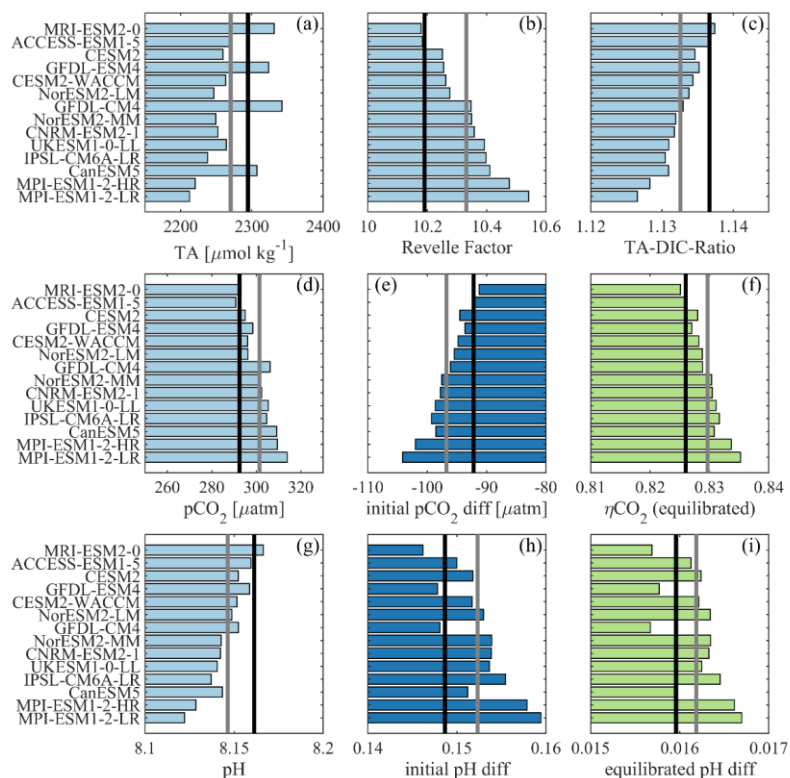 (a) (b) (c)
MRI-ESM2-0
ACCESS-ESM1-5
CESM2
GFDL-ESM4
CESM2-WACCM
NorESM2-LM
GFDL-CM4
NorESM2-MM
CNRM-ESM2-1
UKESM1-0-LL
IPSL-CM6A-LR
CanESM5
MPI-ESM1-2-HR
MPI-ESM1-2-LR
2200 2300 2400 10 10.2 10.4 10.6 1.12 1.13 1.14
TA [μmol kg⁻¹] Revelle Factor TA-DIC-Ratio
(d) (e) (f)
MRI-ESM2-0
ACCESS-ESM1-5
CESM2
GFDL-ESM4
CESM2-WACCM
NorESM2-LM
GFDL-CM4
NorESM2-MM
CNRM-ESM2-1
UKESM1-0-LL
IPSL-CM6A-LR
CanESM5
MPI-ESM1-2-HR
MPI-ESM1-2-LR
260 280 300 320 -110 -100 -90 -80 0.81 0.82 0.83 0.84
pCO₂ [μatm] initial pCO₂ diff [μatm] ηCO₂ (equilibrated)
(g) (h) (i)
MRI-ESM2-0
ACCESS-ESM1-5
CESM2
GFDL-ESM4
CESM2-WACCM
NorESM2-LM
GFDL-CM4
NorESM2-MM
CNRM-ESM2-1
UKESM1-0-LL
IPSL-CM6A-LR
CanESM5
MPI-ESM1-2-HR
MPI-ESM1-2-LR
8.1 8.15 8.2 0.14 0.15 0.16 0.015 0.016 0.017
pH initial pH diff equilibrated pH diff